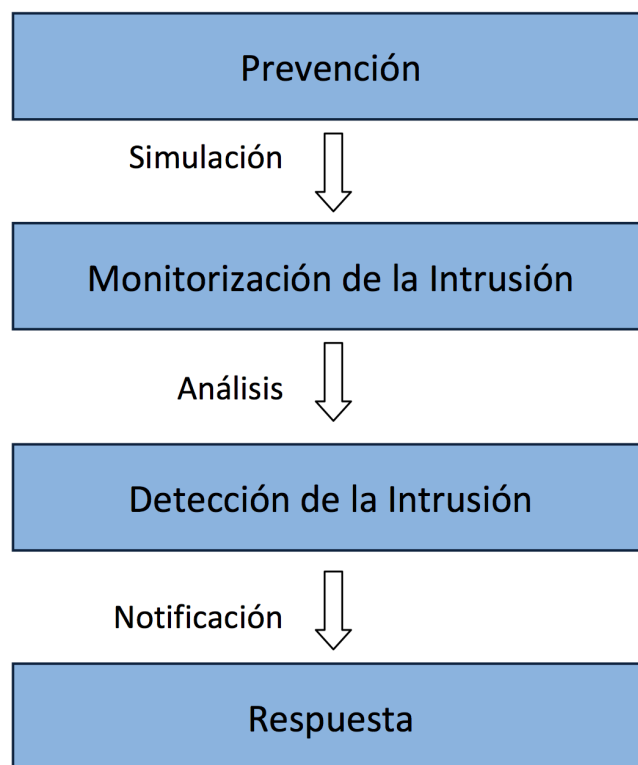 Prevención
Simulación
Monitorización de la Intrusión
Análisis
Detección de la Intrusión
Notificación
Respuesta